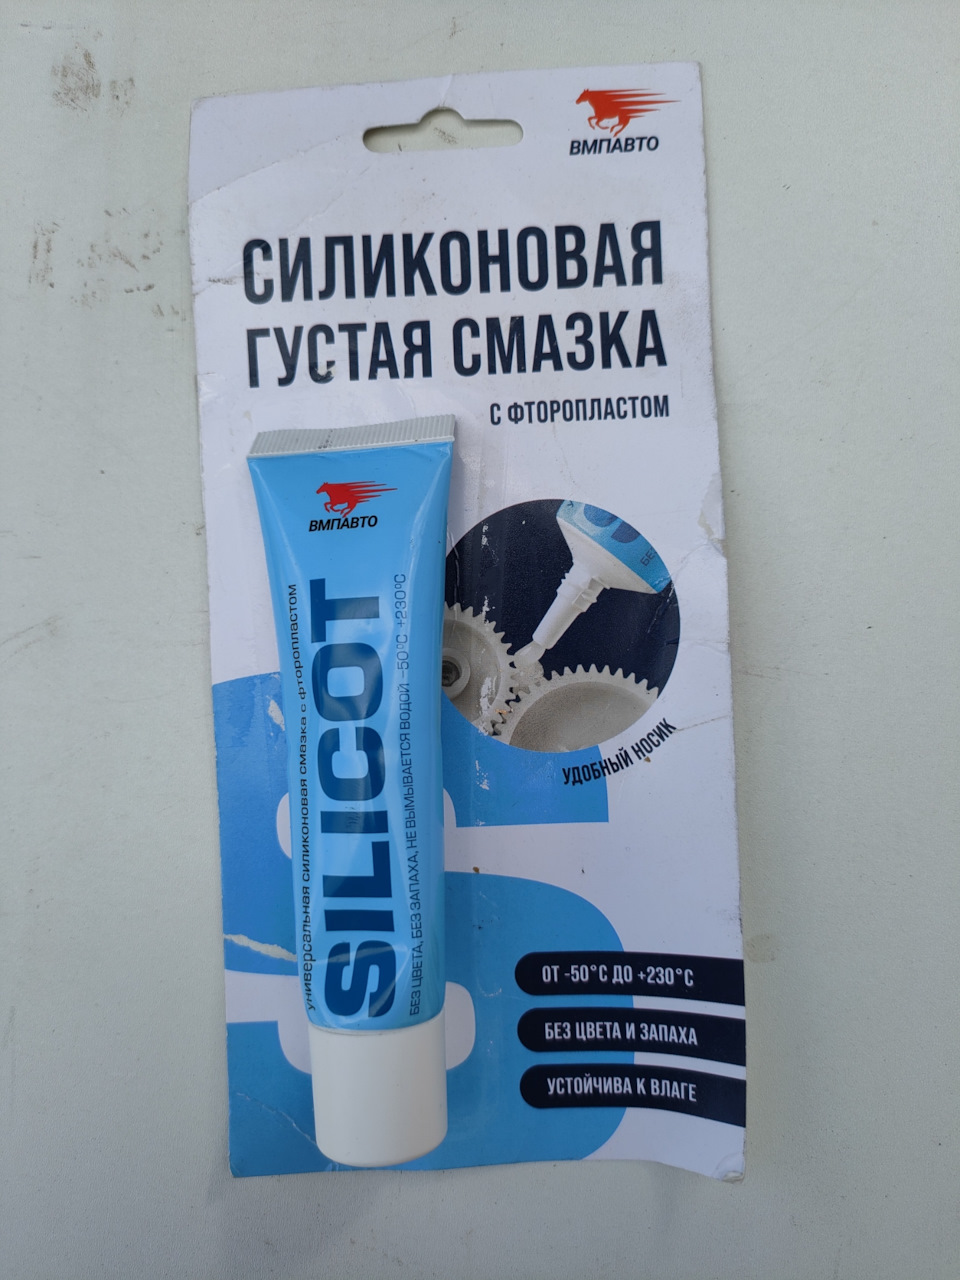 ВМПАВТО
СИЛИКОНОВАЯ
ГУСТАЯ СМАЗКА
С ФТОРОПЛАСТОМ
ВМПАВТО
универсальная силиконовая смазка с фторопластом
SILICOT
БЕЗ ЦВЕТА, БЕЗ ЗАПАХА, НЕ ВЫМЫВАЕТСЯ ВОДОЙ -50°C +230°C
УДОБНЫЙ НОСИК
ОТ -50°C ДО +230°C
БЕЗ ЦВЕТА И ЗАПАХА
УСТОЙЧИВА К ВЛАГЕ